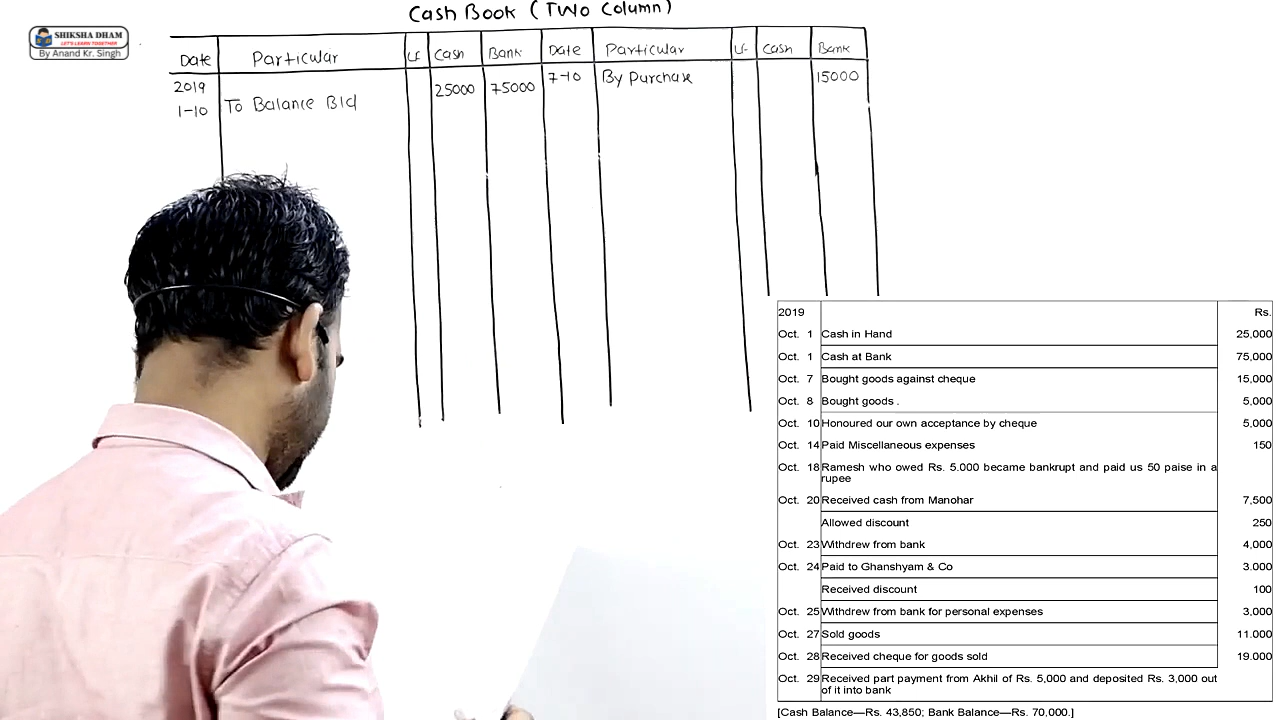 Cash Book (Two Column)
SHIKSHA DHAM
LET'S LEARN TOGETHER
By Anand Kr. Singh
Date Particular LF Cash Bank Date Particular LF Cash Bank
2019 7-10 By Purchase 15000
1-10 To Balance B/d 25000 75000
2019 Rs.
Oct. 1 Cash in Hand 25,000
Oct. 1 Cash at Bank 75,000
Oct. 7 Bought goods against cheque 15,000
Oct. 8 Bought goods . 5,000
Oct. 10 Honoured our own acceptance by cheque 5,000
Oct. 14 Paid Miscellaneous expenses 150
Oct. 18 Ramesh who owed Rs. 5.000 became bankrupt and paid us 50 paise in a
rupee
Oct. 20 Received cash from Manohar 7,500
Allowed discount 250
Oct. 23 Withdrew from bank 4,000
Oct. 24 Paid to Ghanshyam & Co 3.000
Received discount 100
Oct. 25 Withdrew from bank for personal expenses 3,000
Oct. 27 Sold goods 11.000
Oct. 28 Received cheque for goods sold 19.000
Oct. 29 Received part payment from Akhil of Rs. 5,000 and deposited Rs. 3,000 out
of it into bank
[Cash Balance—Rs. 43,850; Bank Balance—Rs. 70,000.]